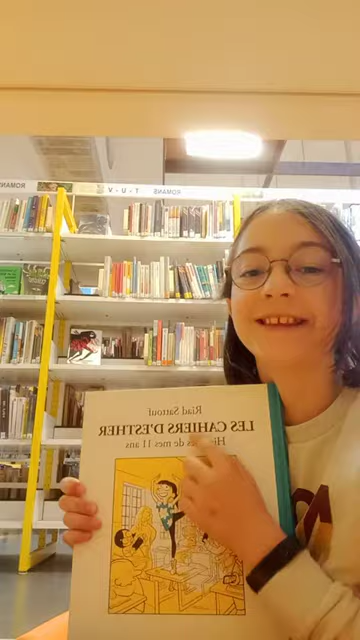 ROMANS
T - U - V
ROMANS
Riad Sattouf
LES CAHIERS D'ESTHER
de mes 11 ans